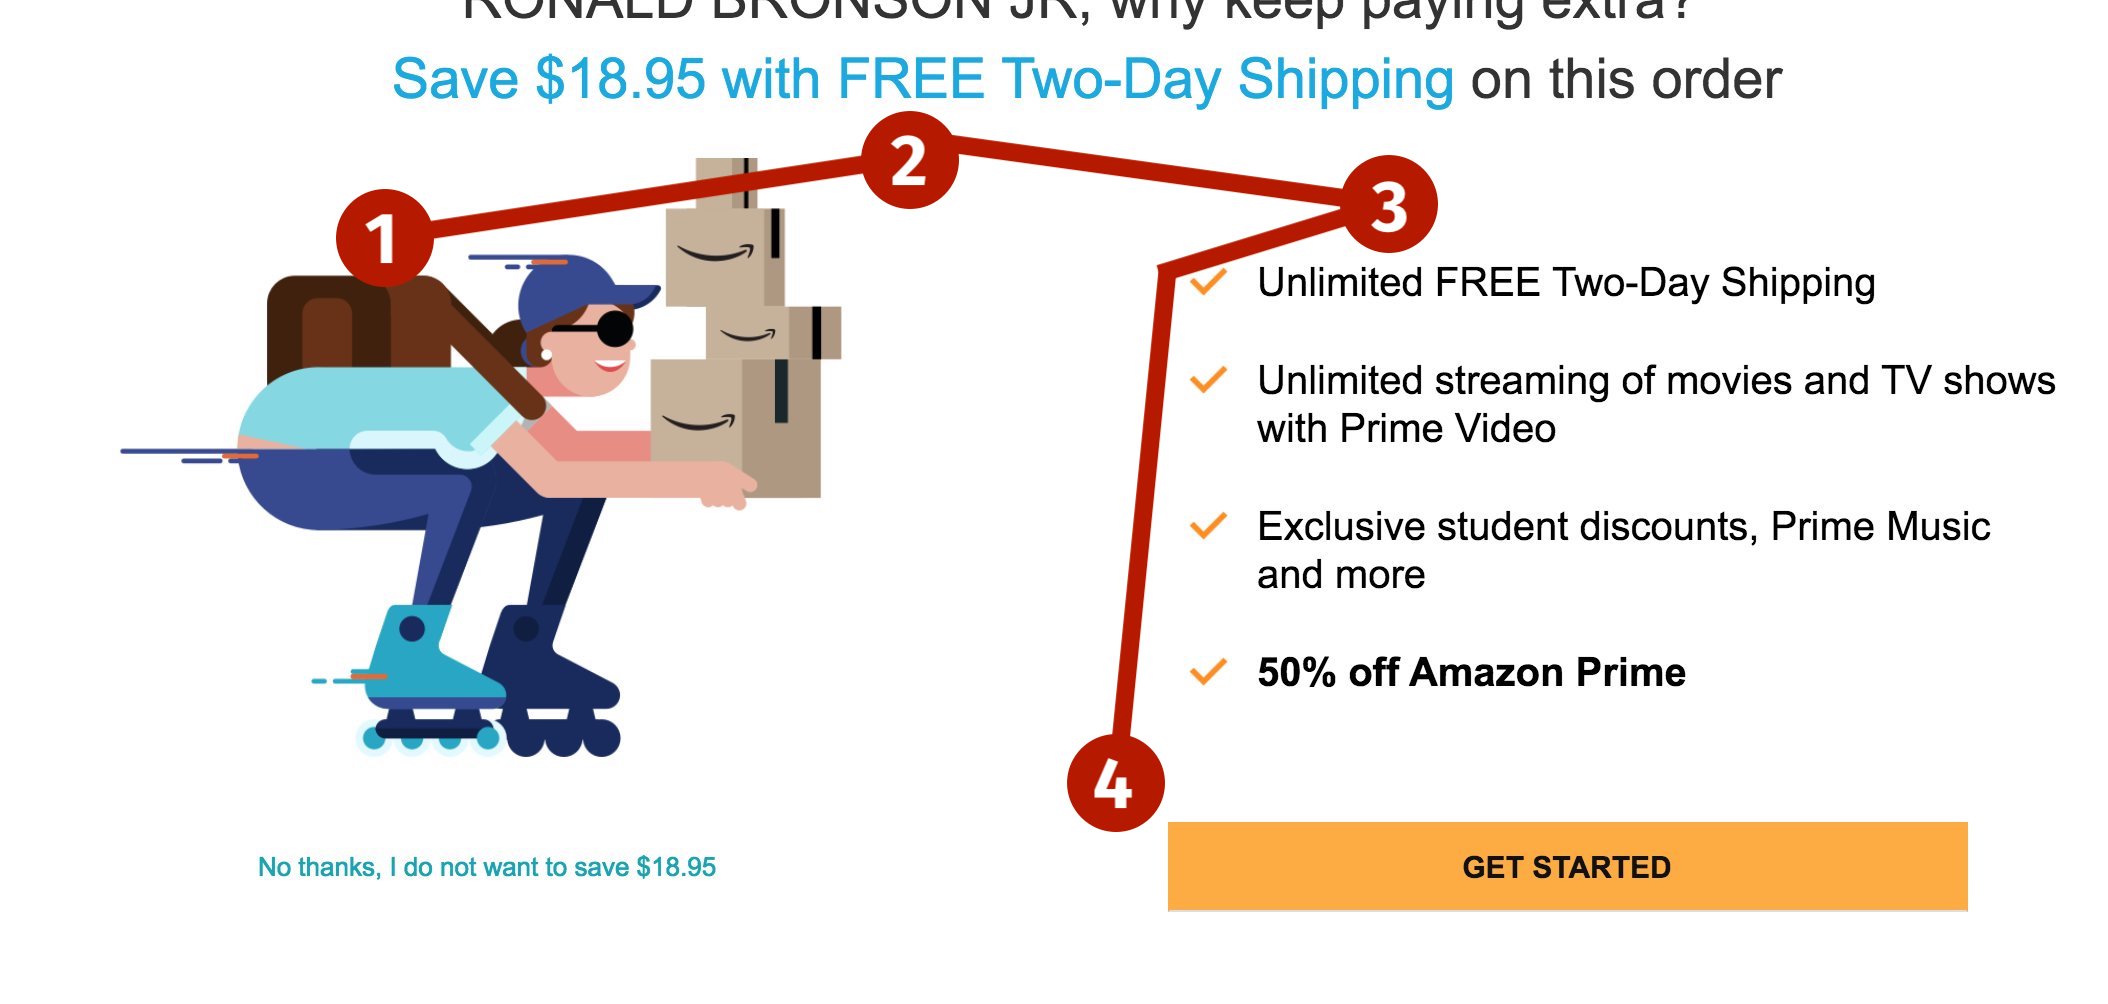 RONALD BRONSON JR, why keep paying extra?
Save $18.95 with FREE Two-Day Shipping on this order
1
2
3
Unlimited FREE Two-Day Shipping
Unlimited streaming of movies and TV shows
with Prime Video
Exclusive student discounts, Prime Music
and more
50% off Amazon Prime
4
No thanks, I do not want to save $18.95
GET STARTED